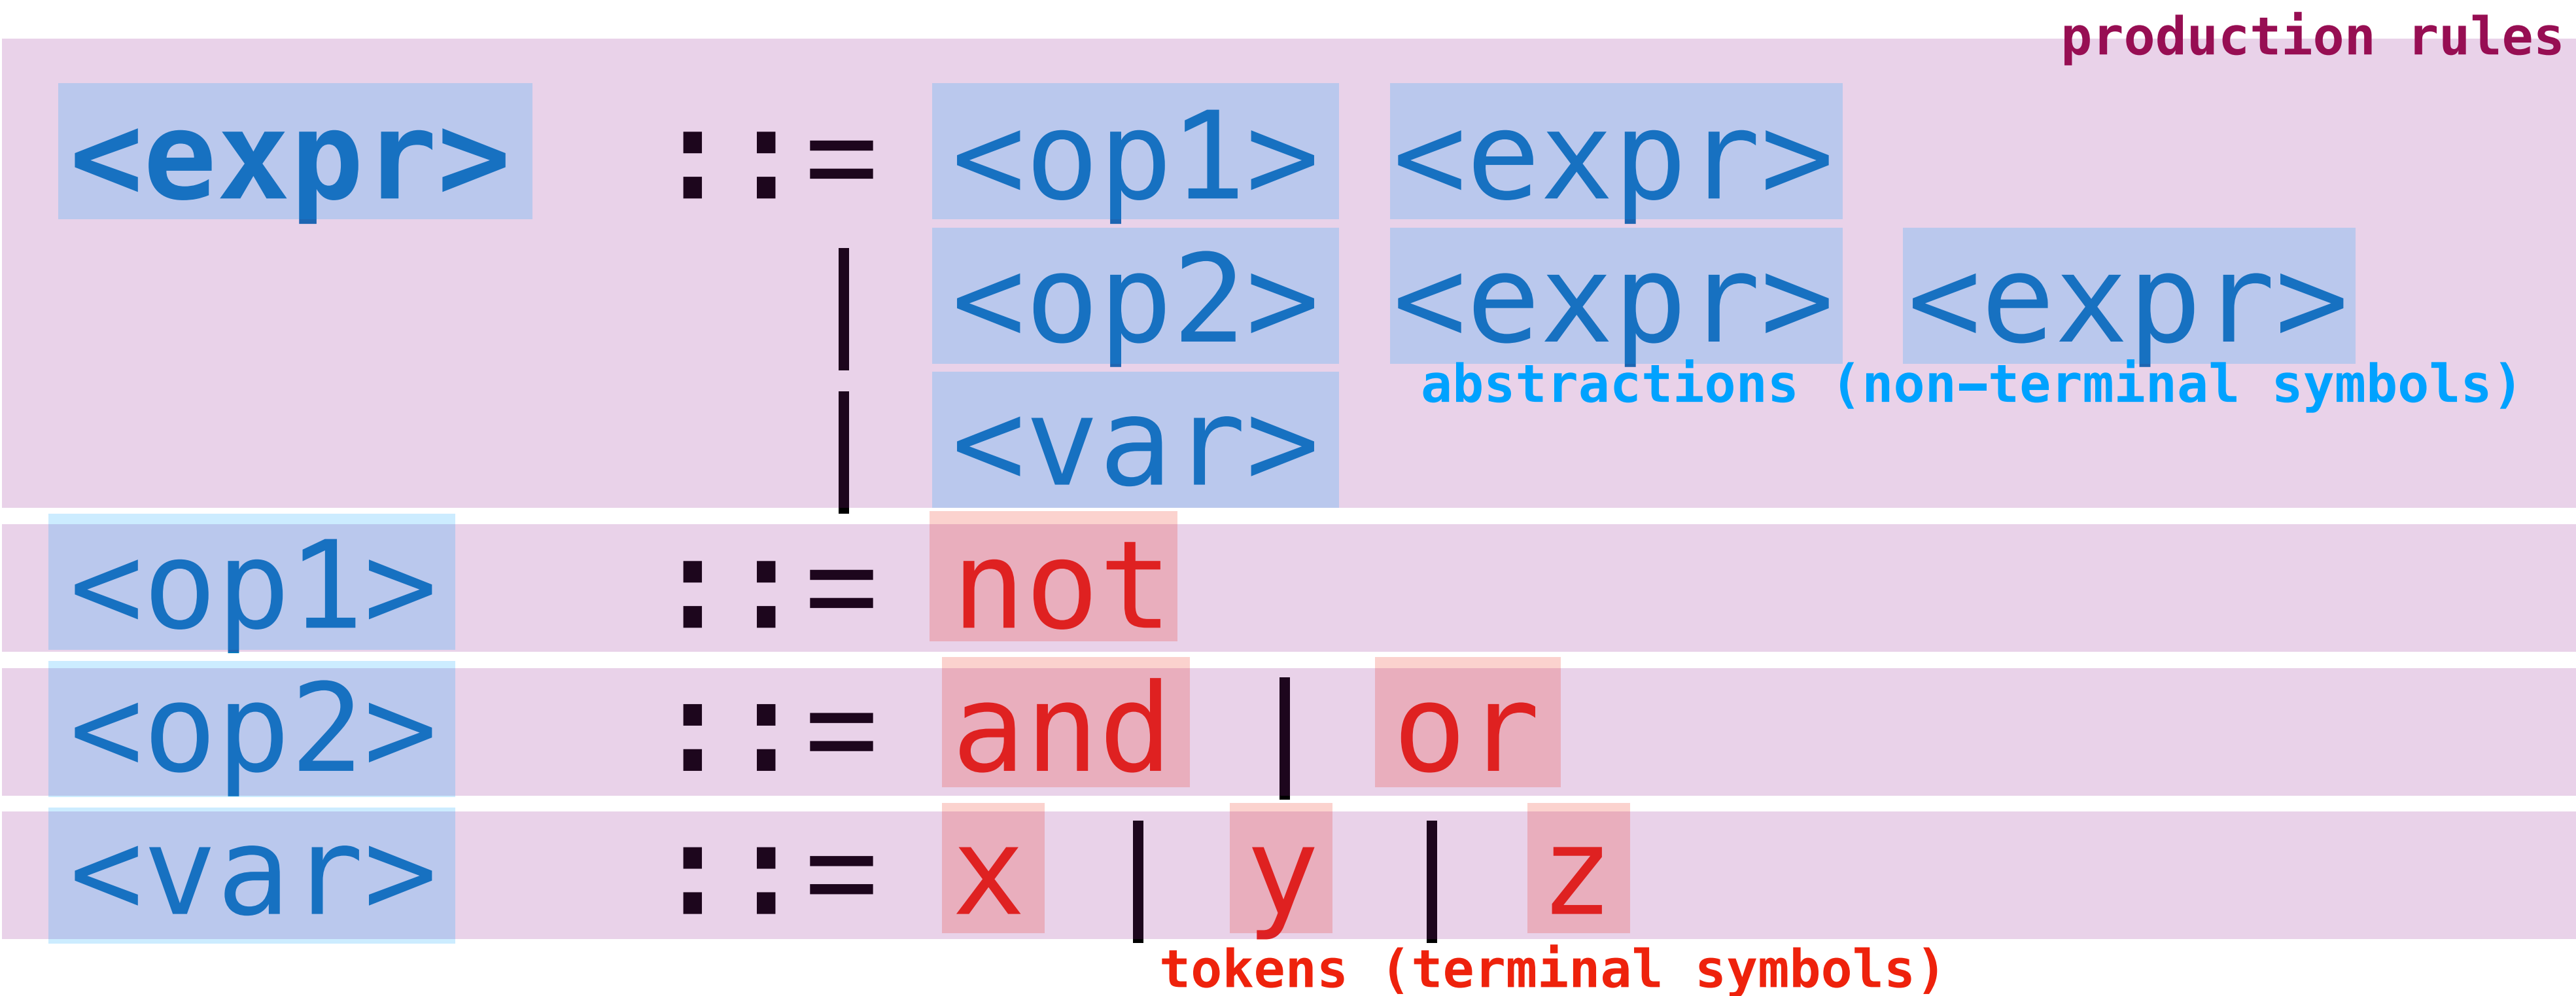 production rules
<expr> ::= <op1> <expr>
| <op2> <expr> <expr>
abstractions (non-terminal symbols)
| <var>
<op1> ::= not
<op2> ::= and | or
<var> ::= x | y | z
tokens (terminal symbols)